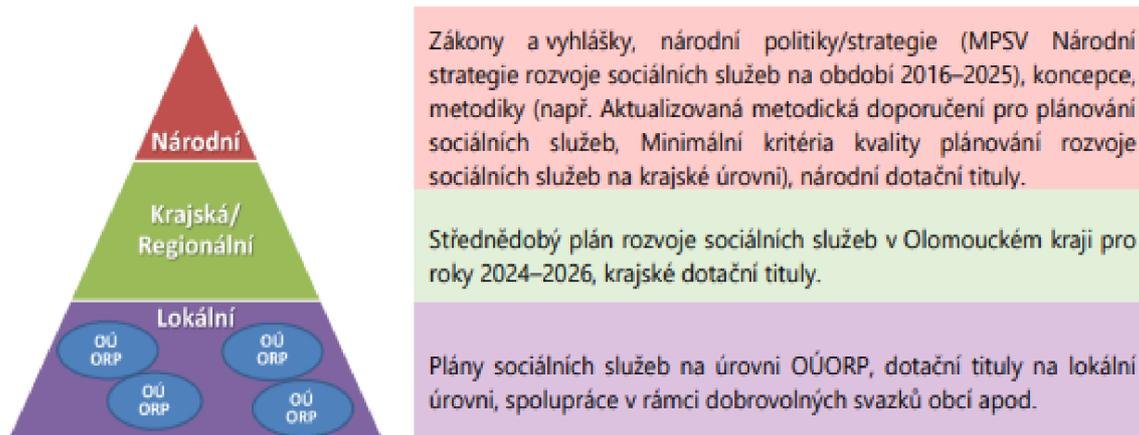 Národní
Krajská/
Regionální
Lokální
OÚ
ORP
OÚ
ORP
OÚ
ORP
OÚ
ORP
Zákony a vyhlášky, národní politiky/strategie (MPSV Národní
strategie rozvoje sociálních služeb na období 2016–2025), koncepce,
metodiky (např. Aktualizovaná metodická doporučení pro plánování
sociálních služeb, Minimální kritéria kvality plánování rozvoje
sociálních služeb na krajské úrovni), národní dotační tituly.
Střednědobý plán rozvoje sociálních služeb v Olomouckém kraji pro
roky 2024–2026, krajské dotační tituly.
Plány sociálních služeb na úrovni OÚORP, dotační tituly na lokální
úrovni, spolupráce v rámci dobrovolných svazků obcí apod.